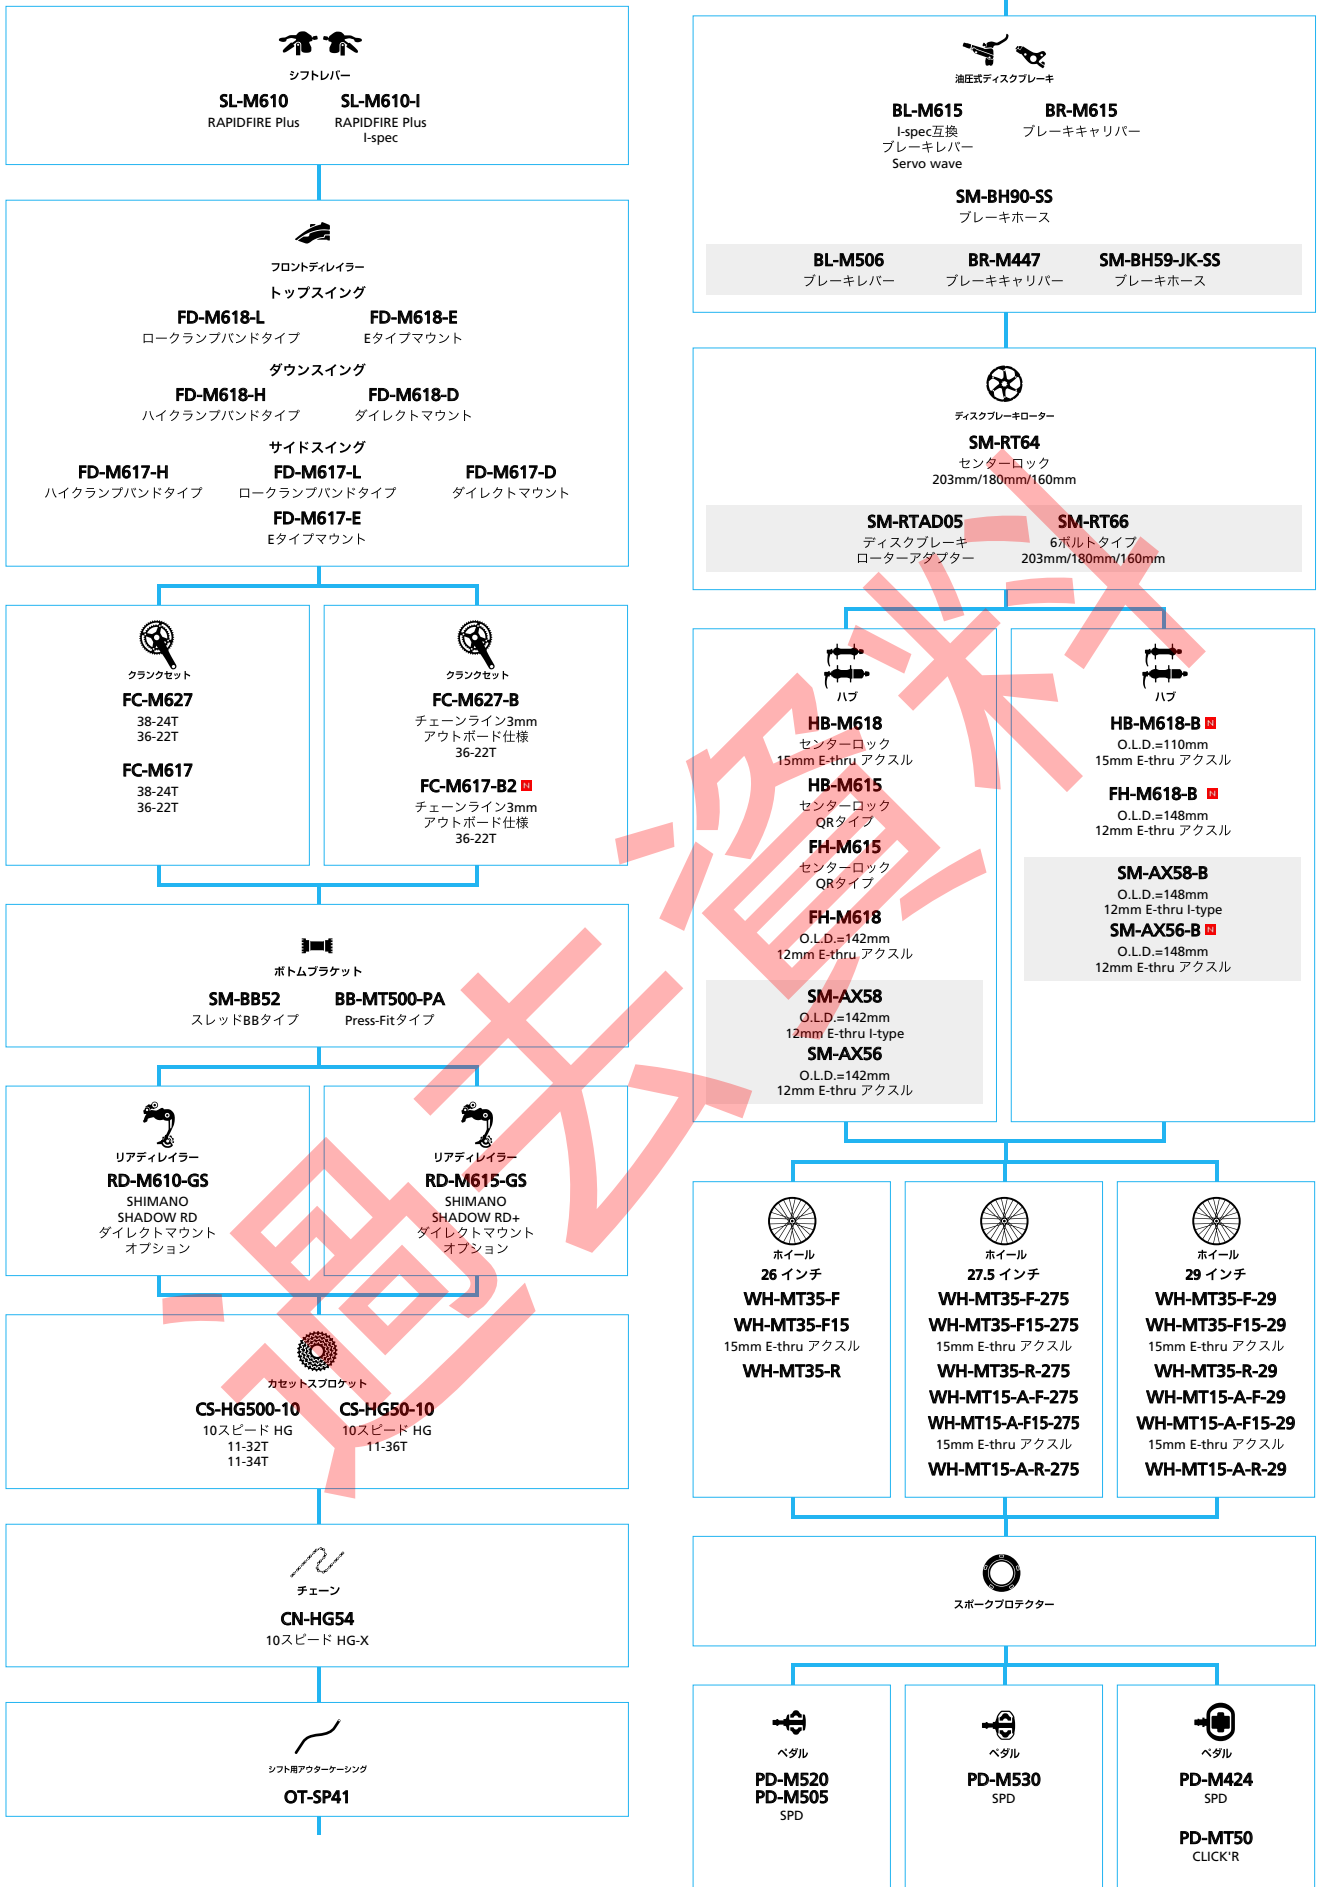 シフトレバー
SL-M610 SL-M610-I
RAPIDFIRE Plus RAPIDFIRE Plus
I-spec
フロントディレイラー
トップスイング
FD-M618-L FD-M618-E
ロークランプバンドタイプ Eタイプマウント
ダウンスイング
FD-M618-H FD-M618-D
ハイクランプバンドタイプ ダイレクトマウント
サイドスイング
FD-M617-H FD-M617-L FD-M617-D
ハイクランプバンドタイプ ロークランプバンドタイプ ダイレクトマウント
FD-M617-E
Eタイプマウント
クランクセット
FC-M627
38-24T
36-22T
FC-M617
38-24T
36-22T
クランクセット
FC-M627-B
チェーンライン3mm
アウトボード仕様
36-22T
FC-M617-B2 N
チェーンライン3mm
アウトボード仕様
36-22T
ボトムブラケット
SM-BB52 BB-MT500-PA
スレッドBBタイプ Press-Fitタイプ
リアディレイラー
RD-M610-GS
SHIMANO
SHADOW RD
ダイレクトマウント
オプション
リアディレイラー
RD-M615-GS
SHIMANO
SHADOW RD+
ダイレクトマウント
オプション
カセットスプロケット
CS-HG500-10 CS-HG50-10
10スピード HG 10スピード HG
11-32T 11-36T
11-34T
チェーン
CN-HG54
10スピード HG-X
シフト用アウターケーシング
OT-SP41
油圧式ディスクブレーキ
BL-M615 BR-M615
I-spec互換 ブレーキキャリパー
ブレーキレバー
Servo wave
SM-BH90-SS
ブレーキホース
BL-M506 BR-M447 SM-BH59-JK-SS
ブレーキレバー ブレーキキャリパー ブレーキホース
ディスクブレーキローター
SM-RT64
センターロック
203mm/180mm/160mm
SM-RTAD05 SM-RT66
ディスクブレーキ 6ボルトタイプ
ローターアダプター 203mm/180mm/160mm
ハブ
HB-M618
センターロック
15mm E-thru アクスル
HB-M615
センターロック
QRタイプ
FH-M615
センターロック
QRタイプ
FH-M618
O.L.D.=142mm
12mm E-thru アクスル
SM-AX58
O.L.D.=142mm
12mm E-thru I-type
SM-AX56
O.L.D.=142mm
12mm E-thru アクスル
ハブ
HB-M618-B N
O.L.D.=110mm
15mm E-thru アクスル
FH-M618-B N
O.L.D.=148mm
12mm E-thru アクスル
SM-AX58-B
O.L.D.=148mm
12mm E-thru I-type
SM-AX56-B N
O.L.D.=148mm
12mm E-thru アクスル
ホイール
26 インチ
WH-MT35-F
WH-MT35-F15
15mm E-thru アクスル
WH-MT35-R
ホイール
27.5 インチ
WH-MT35-F-275
WH-MT35-F15-275
15mm E-thru アクスル
WH-MT35-R-275
WH-MT15-A-F-275
WH-MT15-A-F15-275
15mm E-thru アクスル
WH-MT15-A-R-275
ホイール
29 インチ
WH-MT35-F-29
WH-MT35-F15-29
15mm E-thru アクスル
WH-MT35-R-29
WH-MT15-A-F-29
WH-MT15-A-F15-29
15mm E-thru アクスル
WH-MT15-A-R-29
スポークプロテクター
ペダル
PD-M520
PD-M505
SPD
ペダル
PD-M530
SPD
ペダル
PD-M424
SPD
PD-MT50
CLICK'R
過去資料